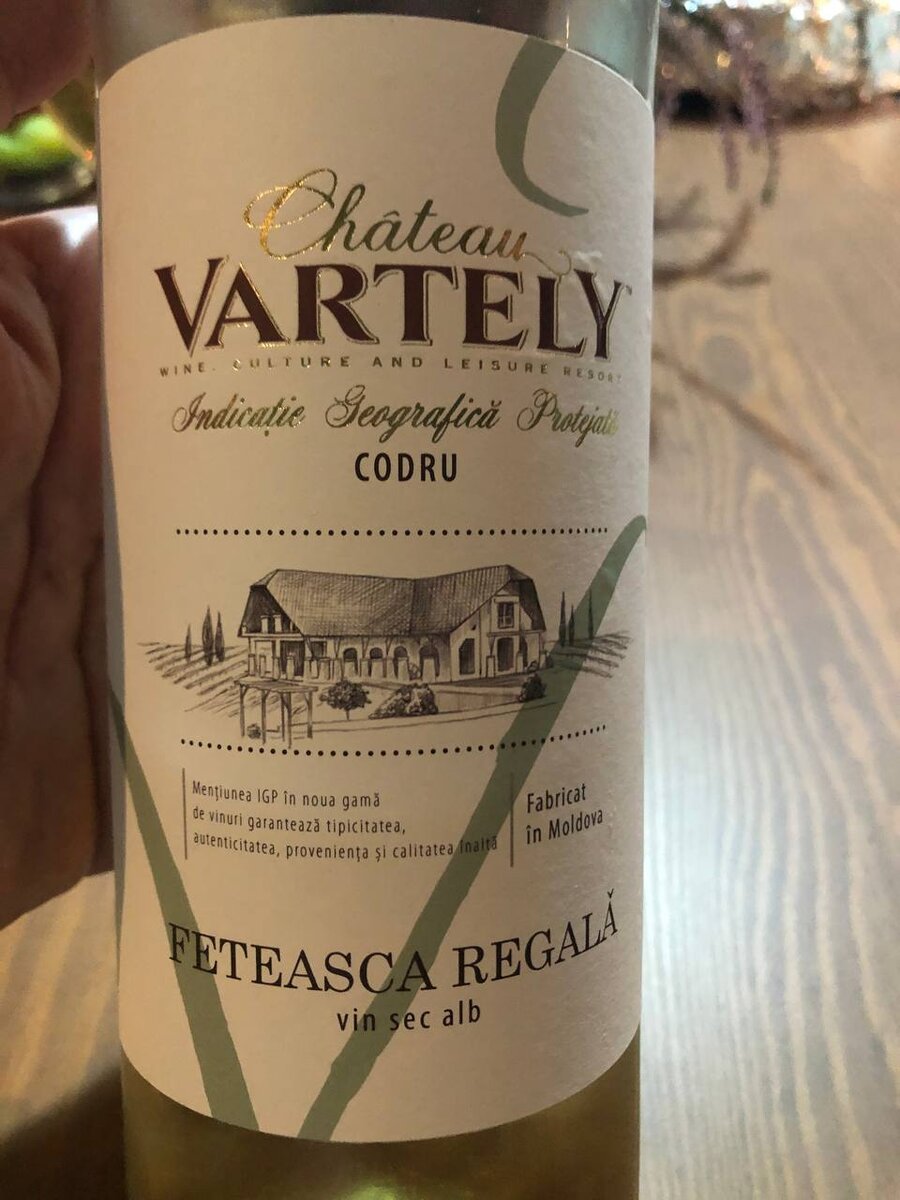 Château
VARTELY
WINE, CULTURE AND LEISURE RESORT
Indicație Geografică Protejată
CODRU
Mențiunea IGP în noua gamă
de vinuri garantează tipicitatea,
autenticitatea, proveniența și calitatea înaltă
Fabricat
în Moldova
FETEASCA REGALĂ
vin sec alb